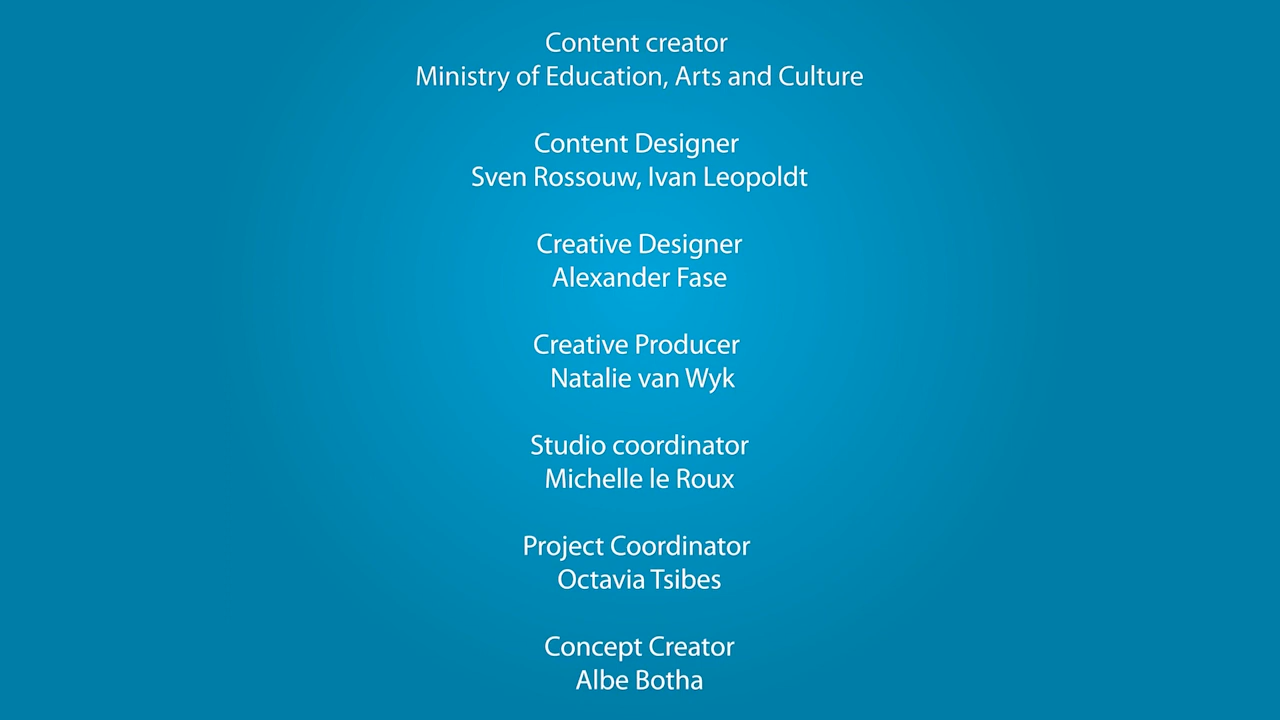 Content creator
Ministry of Education, Arts and Culture
Content Designer
Sven Rossouw, Ivan Leopoldt
Creative Designer
Alexander Fase
Creative Producer
Natalie van Wyk
Studio coordinator
Michelle le Roux
Project Coordinator
Octavia Tsibes
Concept Creator
Albe Botha